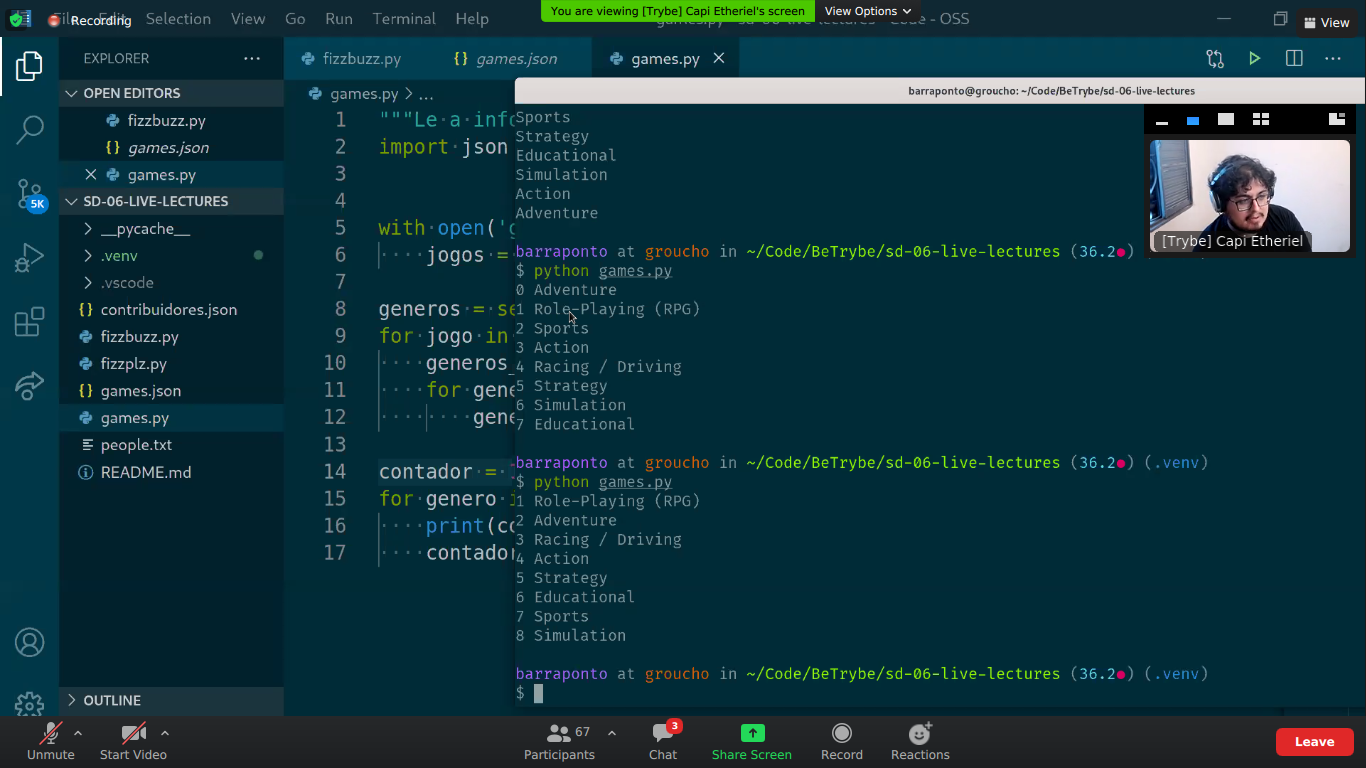 Recording
File Edit Selection View Go Run Terminal Help
You are viewing [Trybe] Capi Etheriel's screen
View Options
games.py - sd-06-live-lectures - Code - OSS
View
EXPLORER
fizzbuzz.py
games.json
games.py
OPEN EDITORS
fizzbuzz.py
games.json
games.py
SD-06-LIVE-LECTURES
__pycache__
.venv
.vscode
contribuidores.json
fizzbuzz.py
fizzplz.py
games.json
games.py
people.txt
README.md
OUTLINE
5K
games.py > ...
1 """Le a info
2 import json
3
4
5 with open('g
6 jogos =
7
8 generos = se
9 for jogo in
10 generos_
11 for gene
12 gene
13
14 contador =
15 for genero i
16 print(co
17 contador
barraponto@groucho: ~/Code/BeTrybe/sd-06-live-lectures
Sports
Strategy
Educational
Simulation
Action
Adventure
barraponto at groucho in ~/Code/BeTrybe/sd-06-live-lectures (36.2●)
$ python games.py
0 Adventure
1 Role-Playing (RPG)
2 Sports
3 Action
4 Racing / Driving
5 Strategy
6 Simulation
7 Educational
barraponto at groucho in ~/Code/BeTrybe/sd-06-live-lectures (36.2●) (.venv)
$ python games.py
1 Role-Playing (RPG)
2 Adventure
3 Racing / Driving
4 Action
5 Strategy
6 Educational
7 Sports
8 Simulation
barraponto at groucho in ~/Code/BeTrybe/sd-06-live-lectures (36.2●) (.venv)
$
[Trybe] Capi Etheriel
Unmute
Start Video
67
Participants
3
Chat
Share Screen
Record
Reactions
Leave